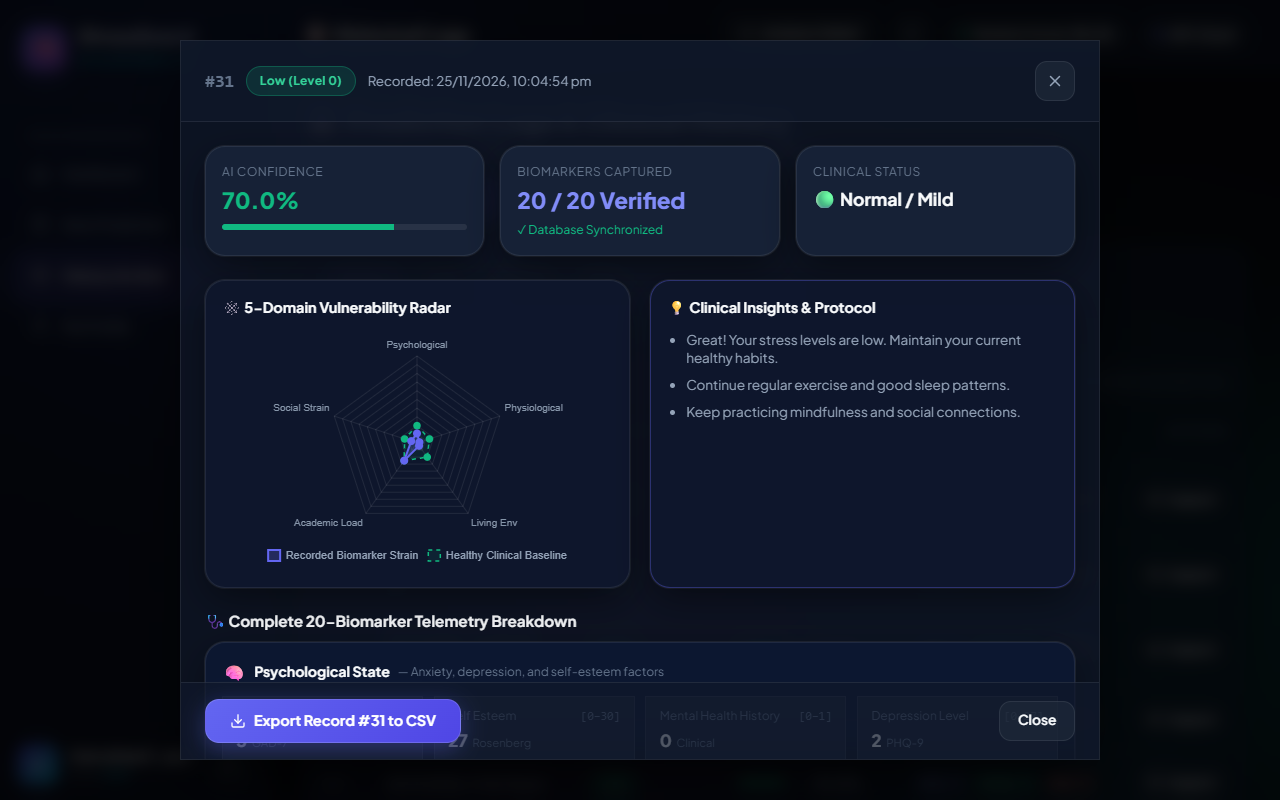 #31 Low (Level 0) Recorded: 25/11/2026, 10:04:54 pm
AI CONFIDENCE
70.0%
BIOMARKERS CAPTURED
20 / 20 Verified
✓ Database Synchronized
CLINICAL STATUS
Normal / Mild
5-Domain Vulnerability Radar
Psychological
Social Strain
Physiological
Academic Load
Living Env
Recorded Biomarker Strain
Healthy Clinical Baseline
Clinical Insights & Protocol
• Great! Your stress levels are low. Maintain your current
healthy habits.
• Continue regular exercise and good sleep patterns.
• Keep practicing mindfulness and social connections.
Complete 20-Biomarker Telemetry Breakdown
Psychological State — Anxiety, depression, and self-esteem factors
Esteem [0-30]
27 Rosenberg
Mental Health History [0-1]
0 Clinical
Depression Level
2 PHQ-9
Export Record #31 to CSV
Close